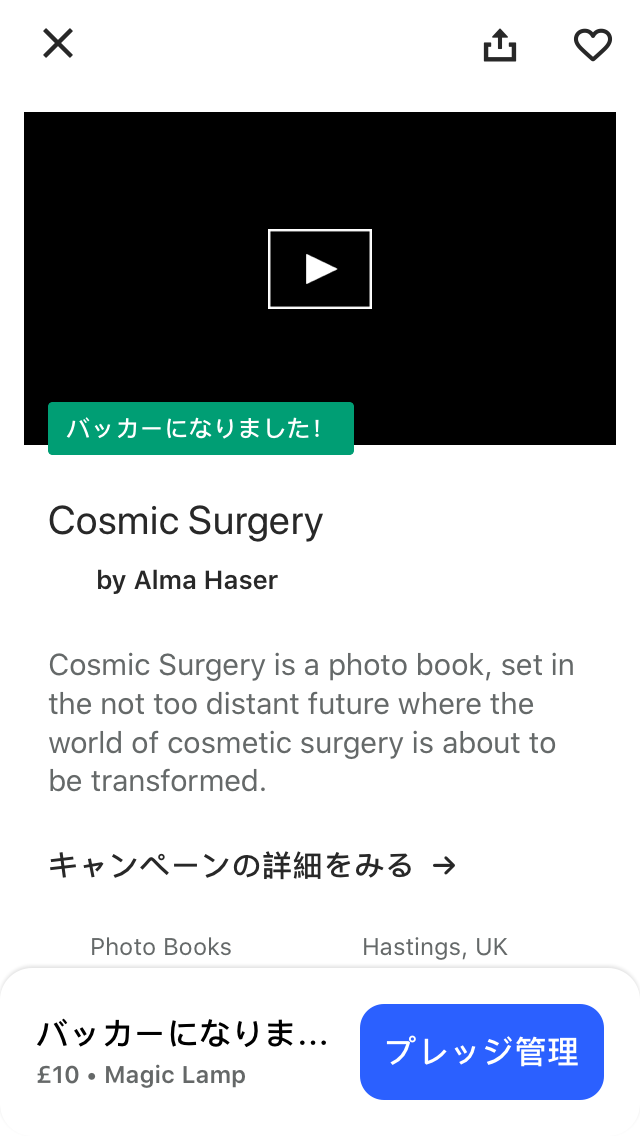 バッカーになりました!
Cosmic Surgery
by Alma Haser
Cosmic Surgery is a photo book, set in
the not too distant future where the
world of cosmetic surgery is about to
be transformed.
キャンペーンの詳細をみる →
Photo Books
Hastings, UK
バッカーになりま…
£10 • Magic Lamp
プレッジ管理